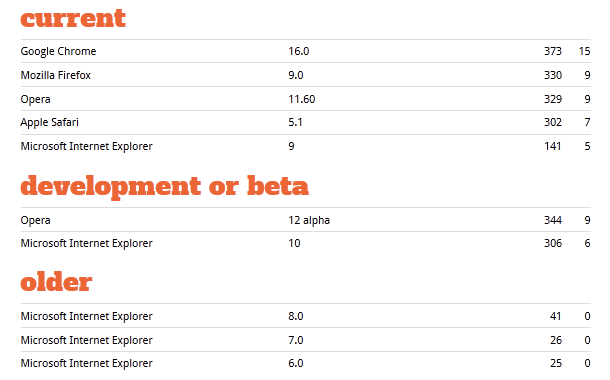 current
Google Chrome 16.0 373 15
Mozilla Firefox 9.0 330 9
Opera 11.60 329 9
Apple Safari 5.1 302 7
Microsoft Internet Explorer 9 141 5
development or beta
Opera 12 alpha 344 9
Microsoft Internet Explorer 10 306 6
older
Microsoft Internet Explorer 8.0 41 0
Microsoft Internet Explorer 7.0 26 0
Microsoft Internet Explorer 6.0 25 0